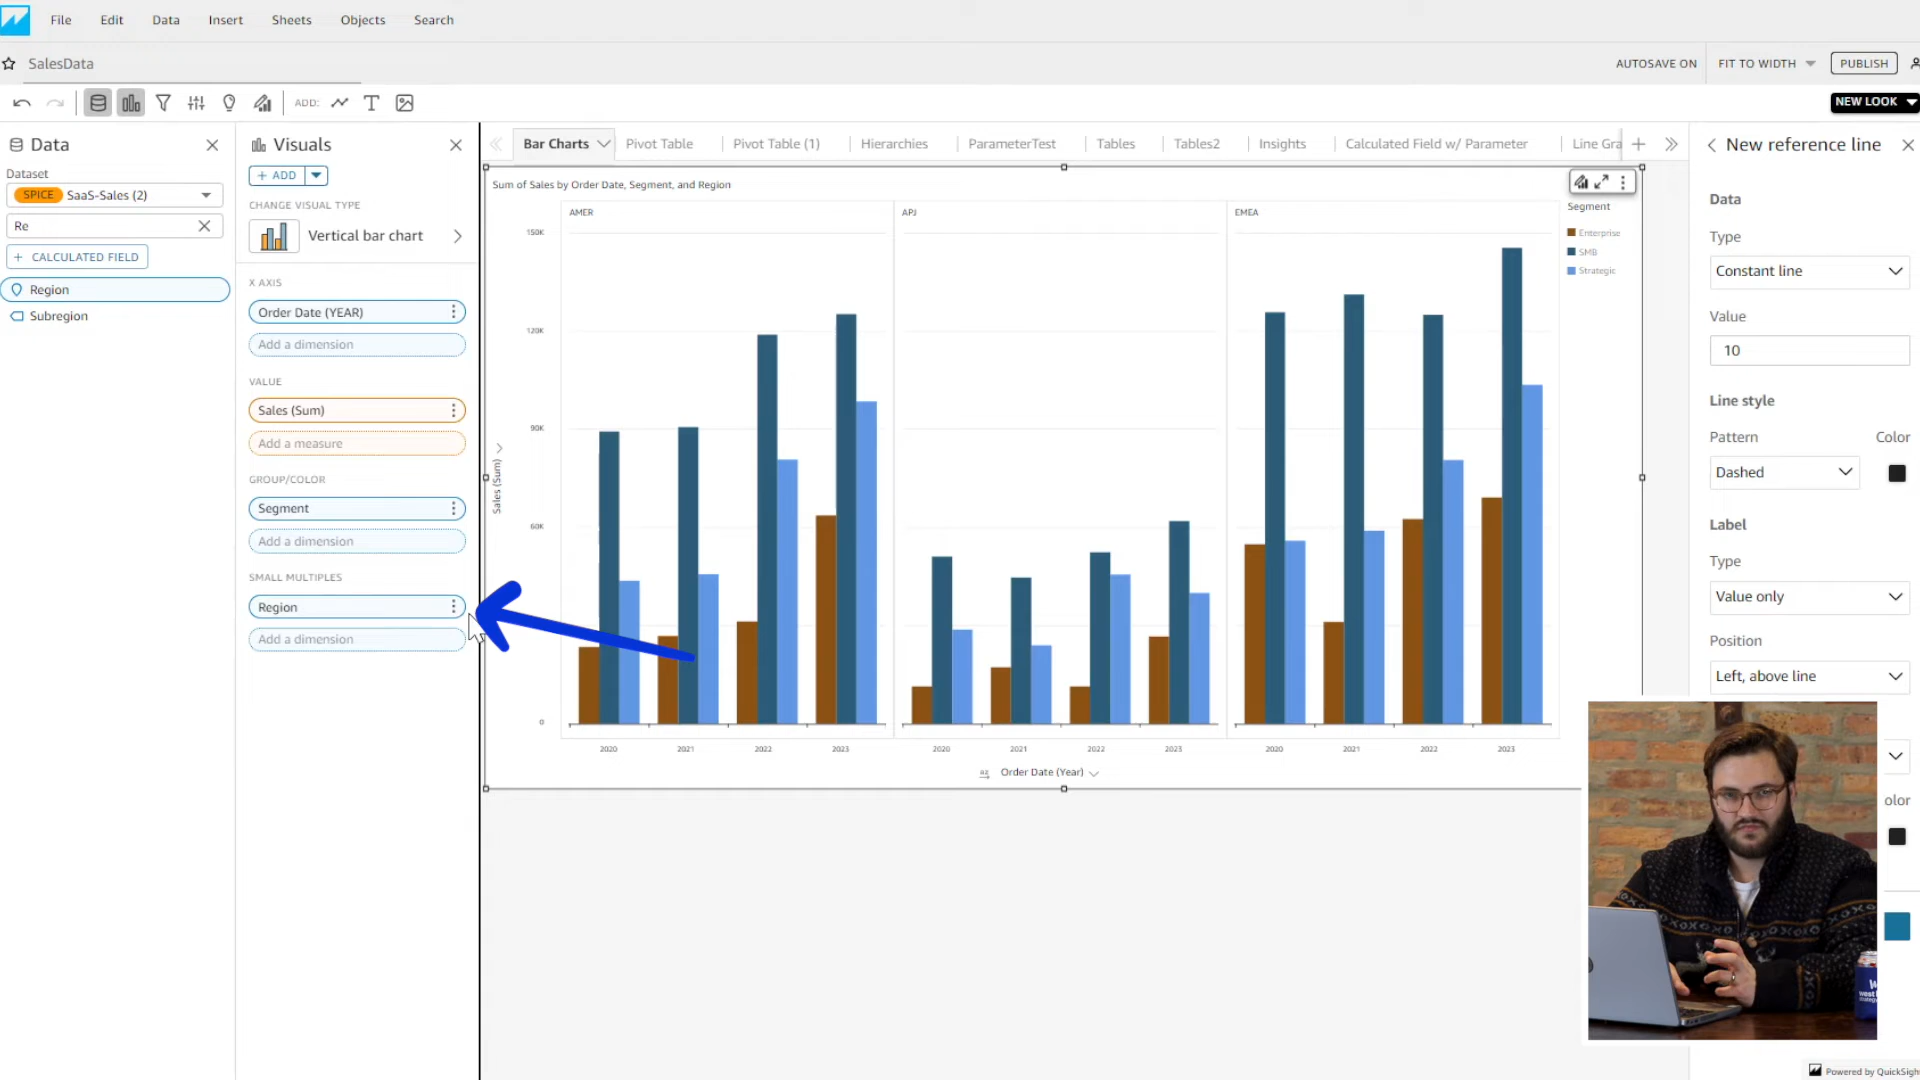 File Edit Data Insert Sheets Objects Search
SalesData
AUTOSAVE ON FIT TO WIDTH PUBLISH
ADD:
NEW LOOK
Data
Dataset
SPICE SaaS-Sales (2)
Re
CALCULATED FIELD
Region
Subregion
Visuals
+ ADD
CHANGE VISUAL TYPE
Vertical bar chart
X AXIS
Order Date (YEAR)
Add a dimension
VALUE
Sales (Sum)
Add a measure
GROUP/COLOR
Segment
Add a dimension
SMALL MULTIPLES
Region
Add a dimension
Bar Charts Pivot Table Pivot Table (1) Hierarchies ParameterTest Tables Tables2 Insights Calculated Field w/ Parameter Line Gra
Sum of Sales by Order Date, Segment, and Region
AMER APJ EMEA
150K
120K
90K
60K
0
Sales (Sum)
2020 2021 2022 2023 2020 2021 2022 2023 2020 2021 2022 2023
Order Date (Year)
Segment
Enterprise
SMB
Strategic
New reference line
Data
Type
Constant line
Value
10
Line style
Pattern Color
Dashed
Label
Type
Value only
Position
Left, above line
olor
Powered by QuickSigh